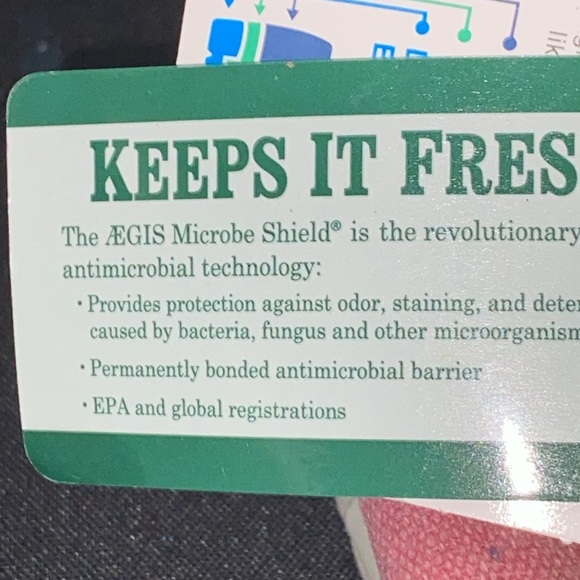 KEEPS IT FRES
The ÆGIS Microbe Shield® is the revolutionary
antimicrobial technology:
• Provides protection against odor, staining, and deter
caused by bacteria, fungus and other microorganism
• Permanently bonded antimicrobial barrier
• EPA and global registrations